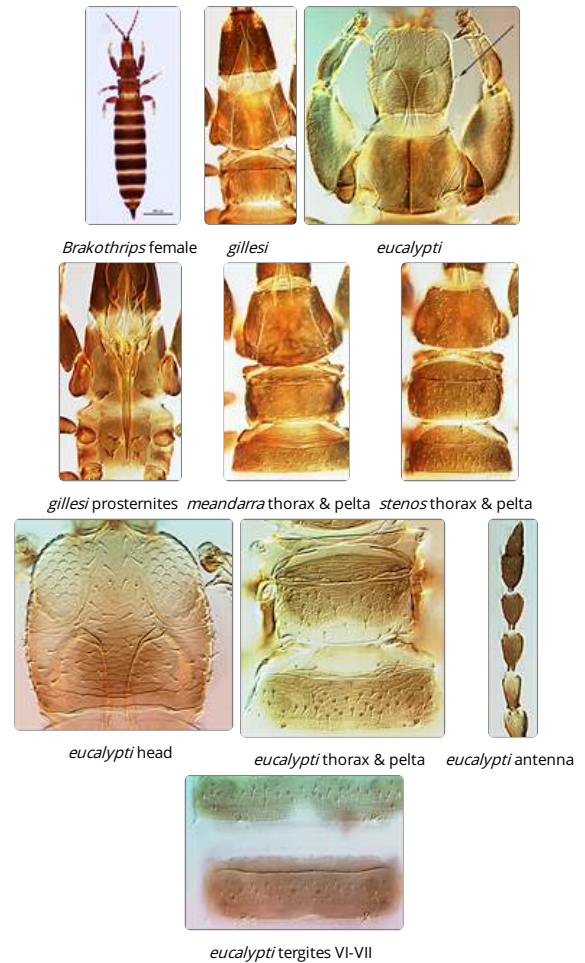 Brakothrips female
gillesi
eucalypti
gillesi prosternites
meandarra thorax & pelta
stenos thorax & pelta
eucalypti head
eucalypti thorax & pelta
eucalypti antenna
eucalypti tergites VI-VII